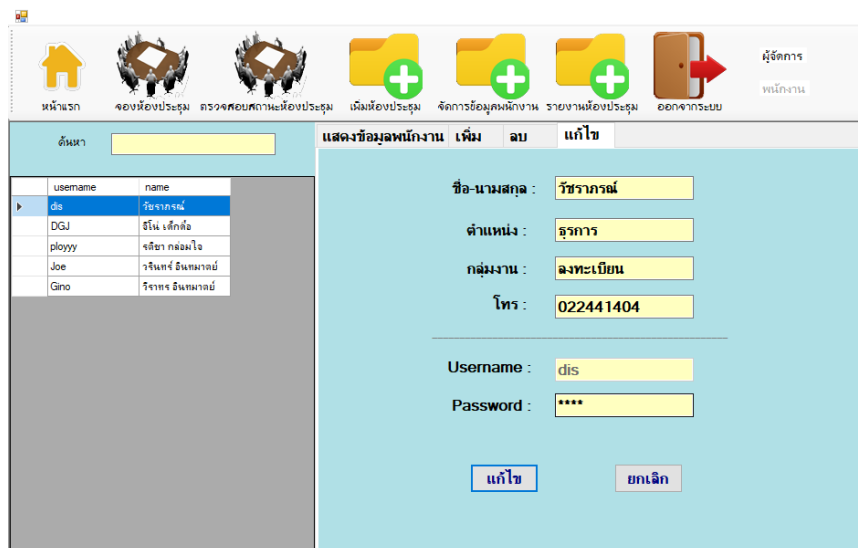 ผู้จัดการ
พนักงาน
หน้าแรก จองห้องประชุม ตรวจสอบสถานะห้องประชุม เพิ่มห้องประชุม จัดการข้อมูลพนักงาน รายงานห้องประชุม ออกจากระบบ
แสดงข้อมูลพนักงาน เพิ่ม ลบ แก้ไข
ค้นหา
username name
dis วัชราภรณ์
DGJ อีโน่ เด็กดื้อ
ployyy รติชา กล่อมใจ
Joe วรินทร์ อินทมาตย์
Gino วิราทร อินทมาตย์
ชื่อ-นามสกุล : วัชราภรณ์
ตำแหน่ง : ธุรการ
กลุ่มงาน : ลงทะเบียน
โทร : 022441404
Username : dis
Password : ****
แก้ไข ยกเลิก